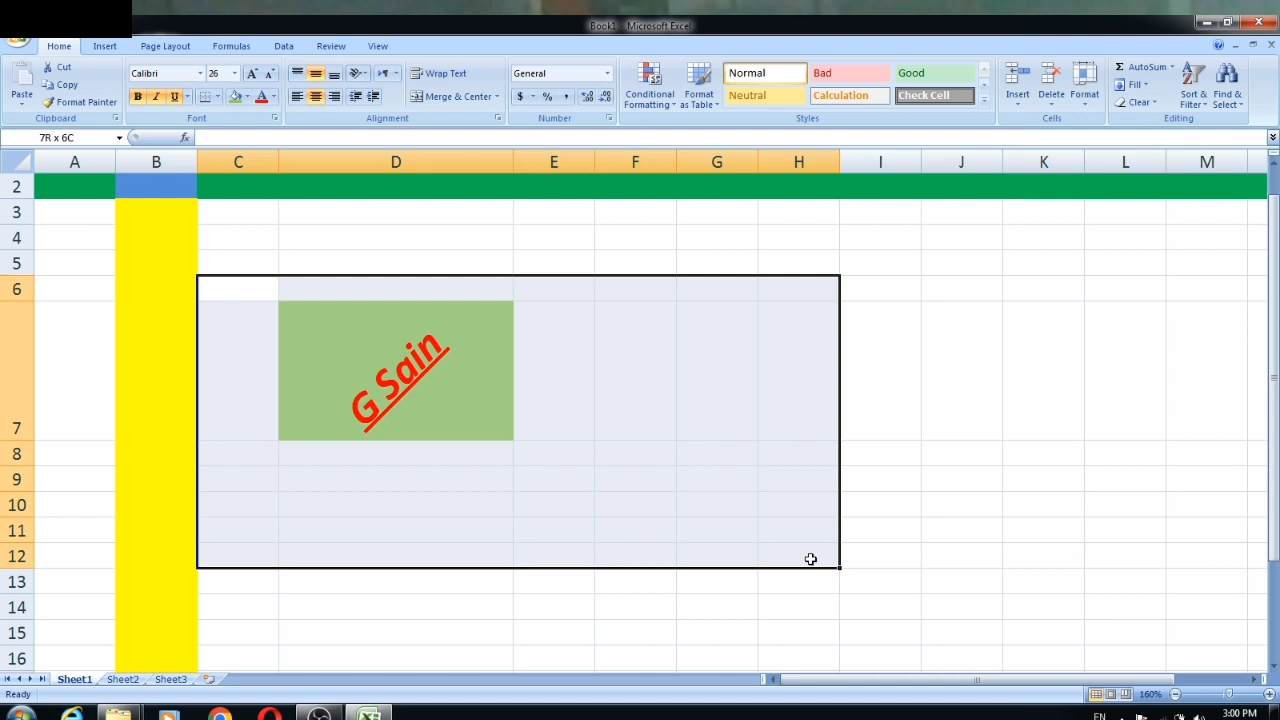 Book1 - Microsoft Excel
Home Insert Page Layout Formulas Data Review View
Paste
Cut
Copy
Format Painter
Clipboard
Calibri 26
B I U
Font
Wrap Text
Merge & Center
Alignment
General
$ % ,
Number
Conditional Formatting
Format as Table
Normal Bad Good
Neutral Calculation Check Cell
Styles
Insert Delete Format
Cells
AutoSum
Fill
Clear
Sort & Filter
Find & Select
Editing
7R x 6C fx
A B C D E F G H I J K L M
2
3
4
5
6
7
G Sain
8
9
10
11
12
13
14
15
16
Sheet1 Sheet2 Sheet3
Ready 160%
EN 3:00 PM